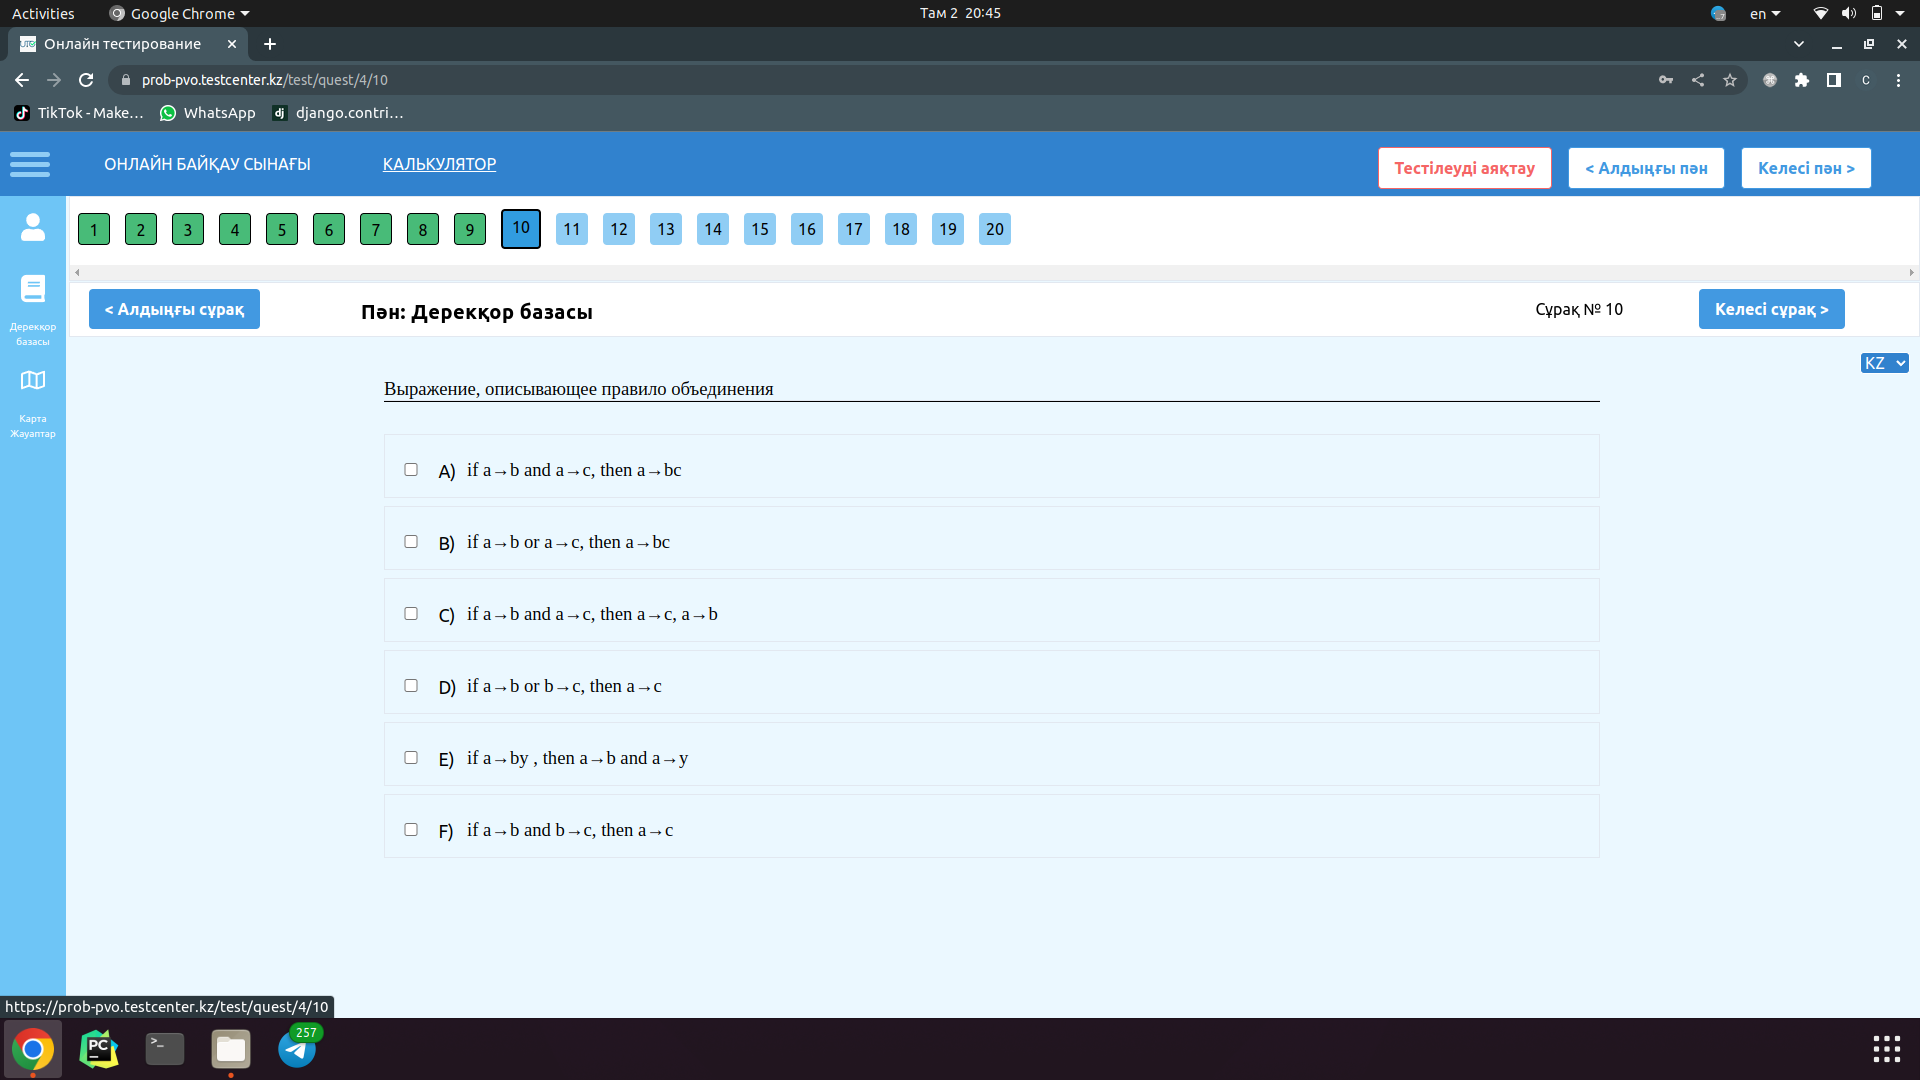 Activities
Google Chrome
Там 2 20:45
en
Онлайн тестирование
prob-pvo.testcenter.kz/test/quest/4/10
C
TikTok - Make...
WhatsApp
dj
django.contri...
ОНЛАЙН БАЙҚАУ СЫНАҒЫ
КАЛЬКУЛЯТОР
Тестілеуді аяқтау
< Алдыңғы пән
Келесі пән >
1 2 3 4 5 6 7 8 9 10 11 12 13 14 15 16 17 18 19 20
Дерекқор
базасы
Карта
Жауаптар
< Алдыңғы сұрақ
Пән: Дерекқор базасы
Сұрақ № 10
Келесі сұрақ >
KZ
Выражение, описывающее правило объединения
A) if a→b and a→c, then a→bc
B) if a→b or a→c, then a→bc
C) if a→b and a→c, then a→c, a→b
D) if a→b or b→c, then a→c
E) if a→by , then a→b and a→y
F) if a→b and b→c, then a→c
https://prob-pvo.testcenter.kz/test/quest/4/10
PC
>_
257